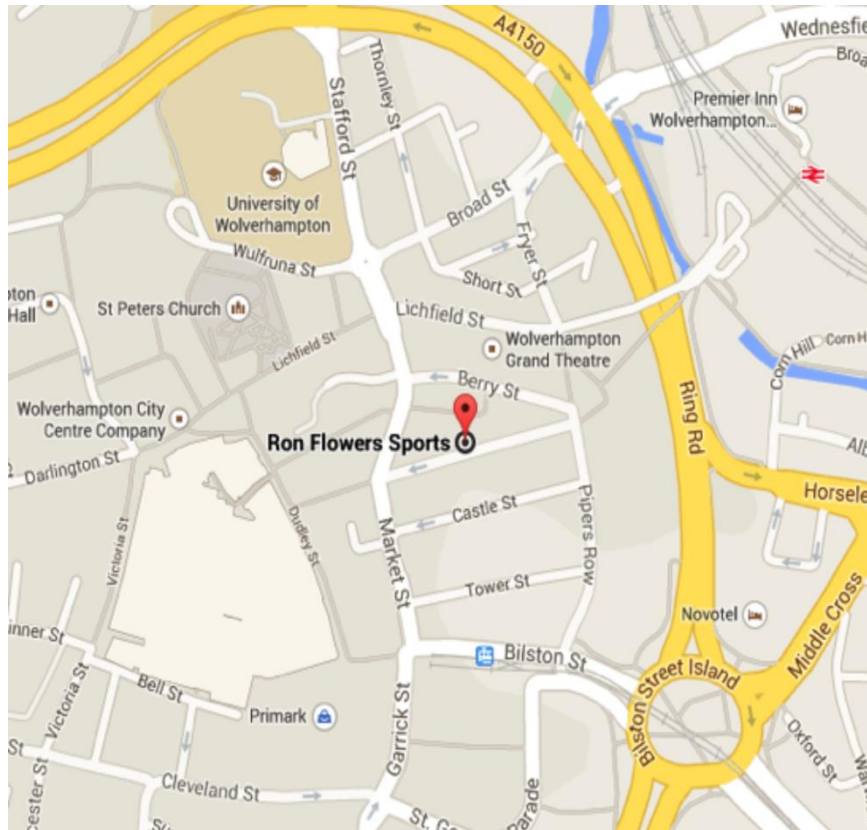 A4150
Wednesfie
Broa
Thornley St
Stafford St
Premier Inn
Wolverhampton...
University of
Wolverhampton
Broad St
Fryer St
Wulfruna St
Short St
pton
Hall
St Peters Church
Lichfield St
Lichfield St
Wolverhampton
Grand Theatre
Corn Hill
Corn H
Berry St
Ring Rd
Wolverhampton City
Centre Company
Ron Flowers Sports
Darlington St
Alb
Victoria St
Dudley St
Market St
Castle St
Pipers Row
Horsele
Tower St
Novotel
Middle Cross
inner St
Victoria St
Bell St
Bilston St
Bilston Street Island
Primark
Garrick St
Oxford St
St
Cleveland St
cester St
St. Ge
Parade